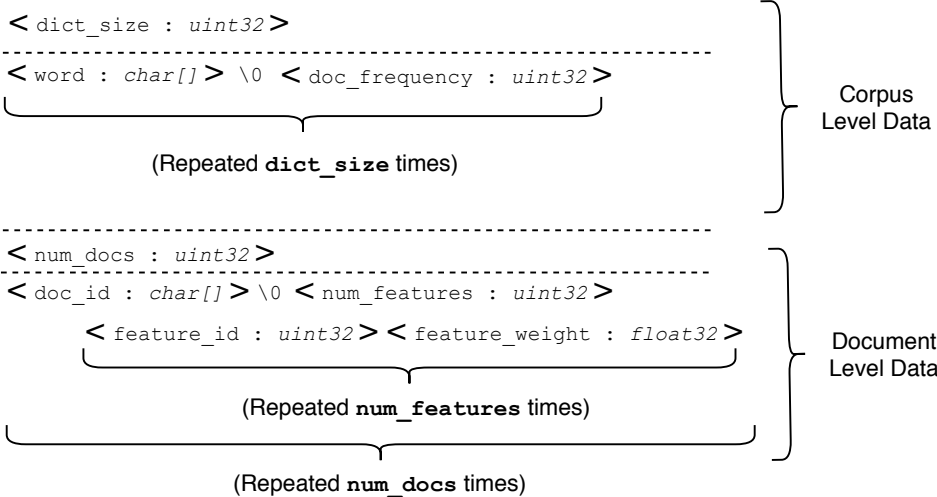 < dict_size : uint32 >
< word : char[] > \0 < doc_frequency : uint32 >
(Repeated dict_size times)
Corpus
Level Data
< num_docs : uint32 >
< doc_id : char[] > \0 < num_features : uint32 >
< feature_id : uint32 > < feature_weight : float32 >
(Repeated num_features times)
(Repeated num_docs times)
Document
Level Data